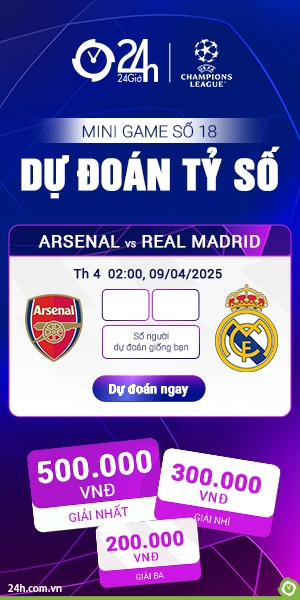 24h
24Giờ
UEFA
CHAMPIONS
LEAGUE
MINI GAME SỐ 18
DỰ ĐOÁN TỶ SỐ
ARSENAL vs REAL MADRID
Th 4 02:00, 09/04/2025
Arsenal
Số người
dự đoán giống bạn
Dự đoán ngay
500.000
VNĐ
GIẢI NHẤT
300.000
VNĐ
GIẢI NHÌ
200.000
VNĐ
GIẢI BA
24h.com.vn